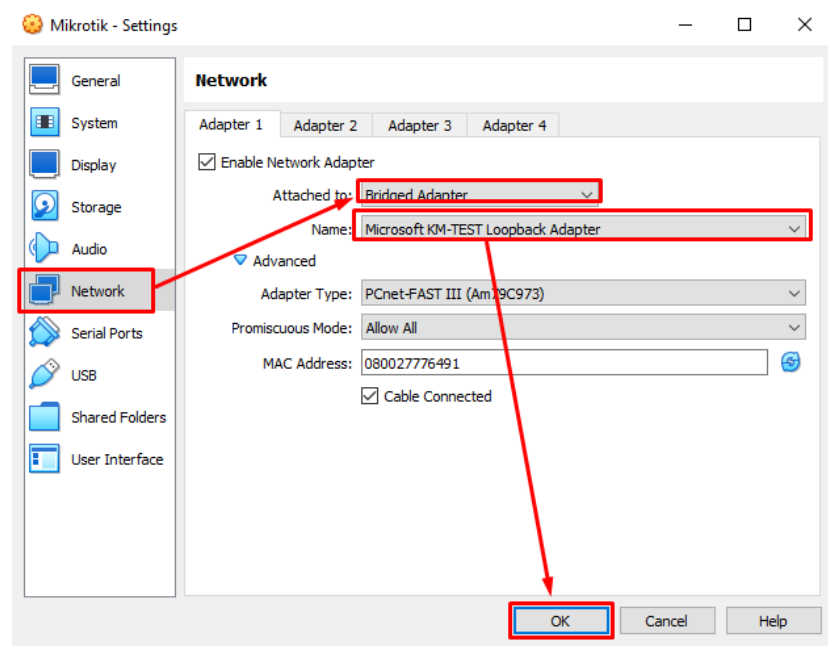 Mikrotik - Settings
General
System
Display
Storage
Audio
Network
Serial Ports
USB
Shared Folders
User Interface
Network
Adapter 1 Adapter 2 Adapter 3 Adapter 4
Enable Network Adapter
Attached to: Bridged Adapter
Name: Microsoft KM-TEST Loopback Adapter
Advanced
Adapter Type: PCnet-FAST III (Am79C973)
Promiscuous Mode: Allow All
MAC Address: 080027776491
Cable Connected
OK Cancel Help